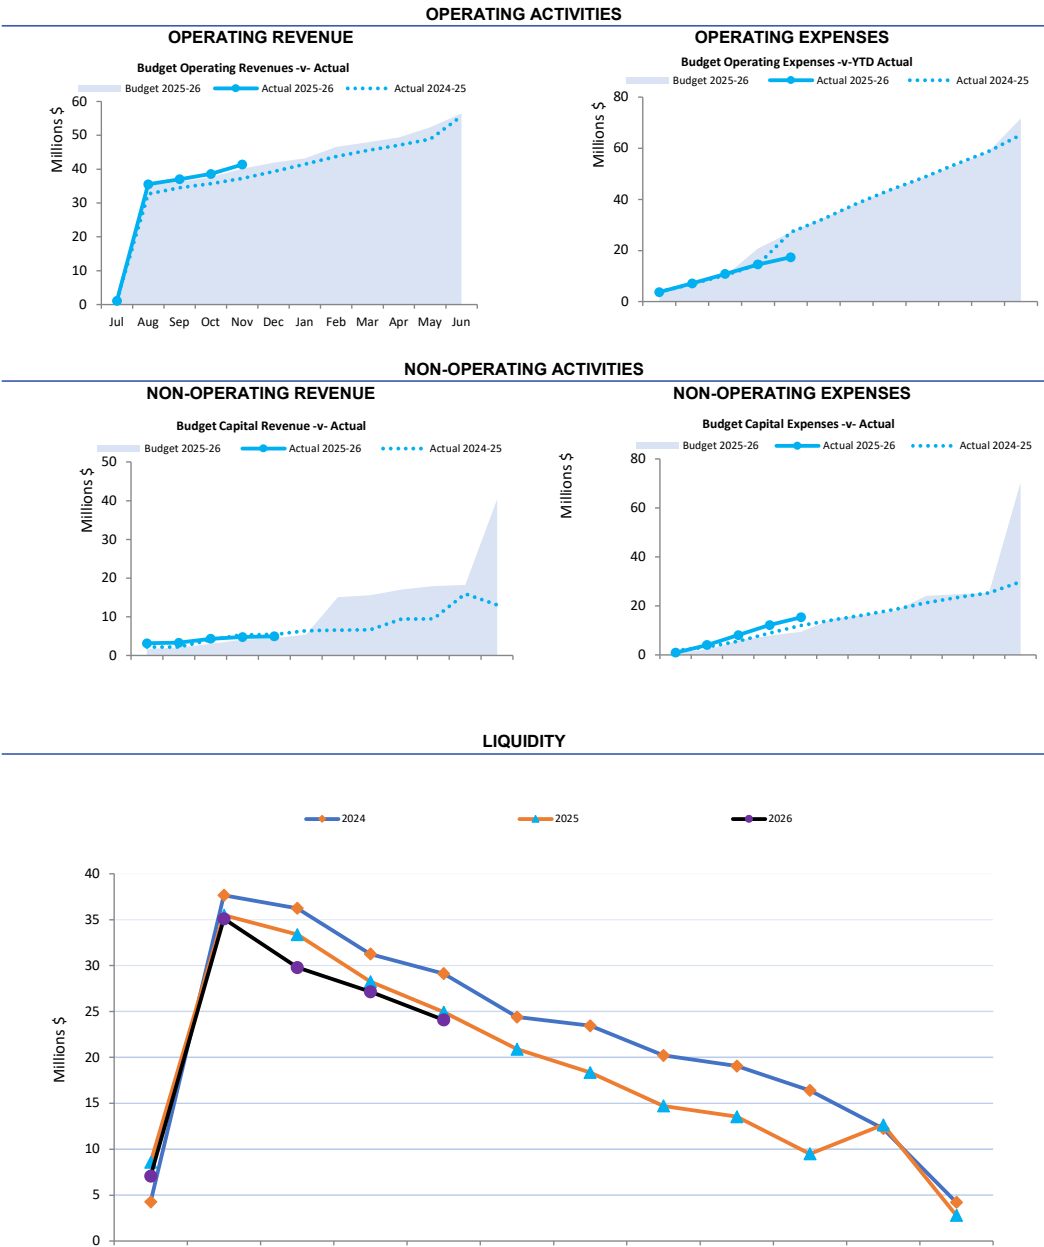 OPERATING ACTIVITIES
OPERATING REVENUE
Budget Operating Revenues -v- Actual
Budget 2025-26 Actual 2025-26 Actual 2024-25
Millions $
60
50
40
30
20
10
0
Jul Aug Sep Oct Nov Dec Jan Feb Mar Apr May Jun
OPERATING EXPENSES
Budget Operating Expenses -v-YTD Actual
Budget 2025-26 Actual 2025-26 Actual 2024-25
Millions $
80
60
40
20
0
NON-OPERATING ACTIVITIES
NON-OPERATING REVENUE
Budget Capital Revenue -v- Actual
Budget 2025-26 Actual 2025-26 Actual 2024-25
Millions $
50
40
30
20
10
0
NON-OPERATING EXPENSES
Budget Capital Expenses -v- Actual
Budget 2025-26 Actual 2025-26 Actual 2024-25
Millions $
80
60
40
20
0
LIQUIDITY
2024 2025 2026
Millions $
40
35
30
25
20
15
10
5
0